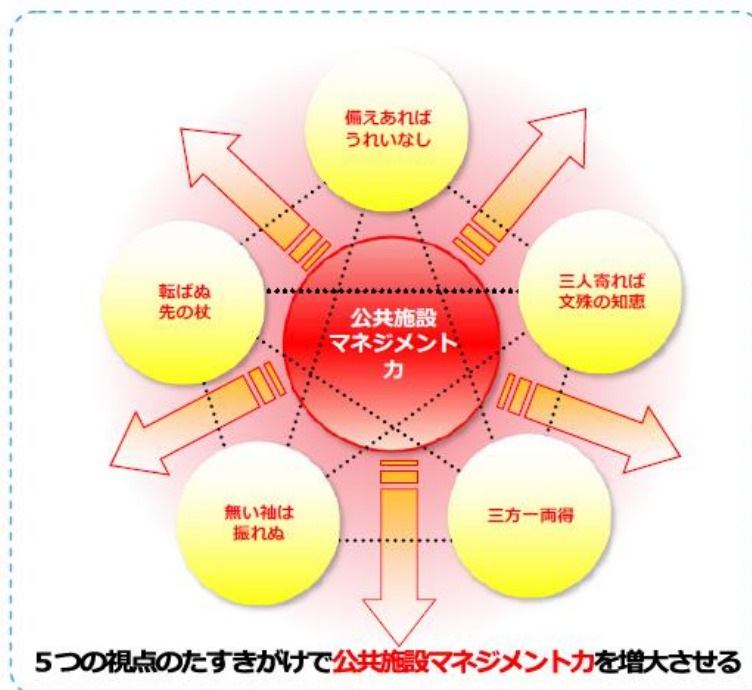 備えあれば
うれいなし
三人寄れば
文殊の知恵
転ばぬ
先の杖
公共施設
マネジメント
力
無い袖は
振れぬ
三方一両得
５つの視点のたすきがけで公共施設マネジメント力を増大させる